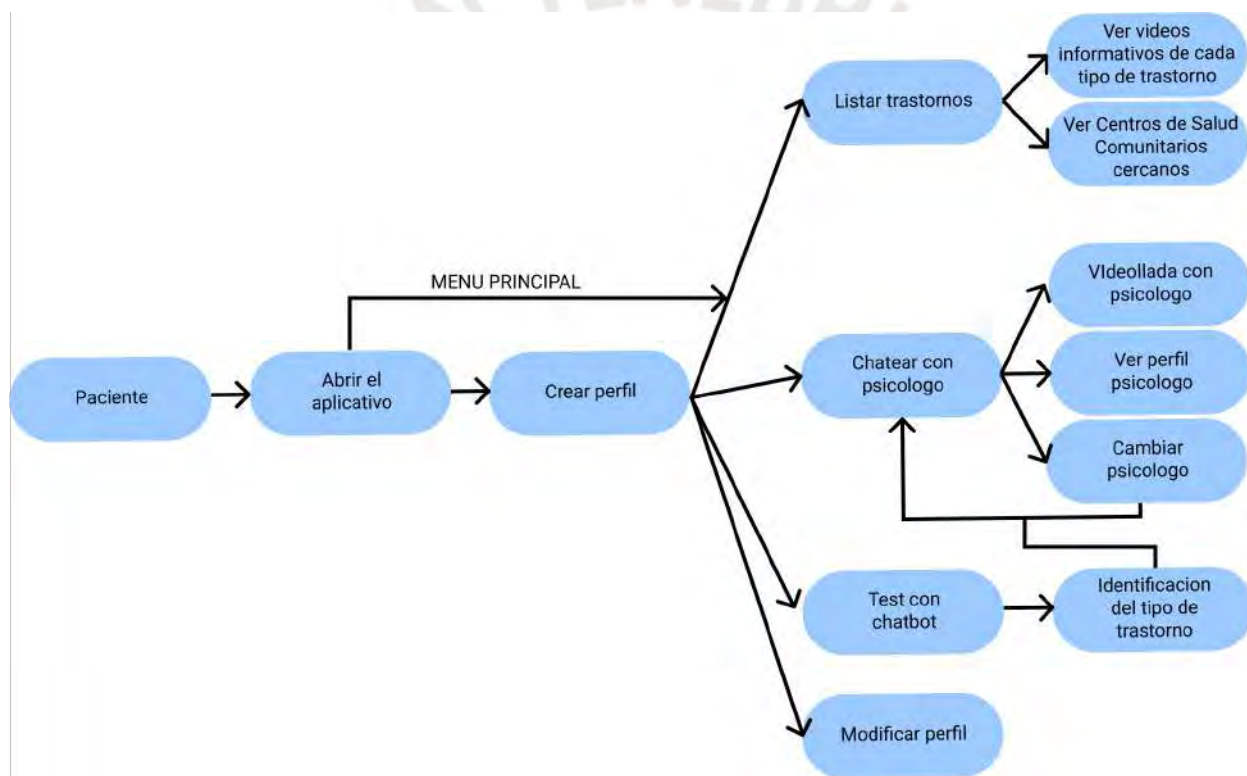 Ver videos
informativos de cada
tipo de trastorno
Listar trastornos
Ver Centros de Salud
Comunitarios
cercanos
MENU PRINCIPAL
VIdeollada con
psicologo
Paciente
Abrir el
aplicativo
Crear perfil
Chatear con
psicologo
Ver perfil
psicologo
Cambiar
psicologo
Test con
chatbot
Identificacion
del tipo de
trastorno
Modificar perfil